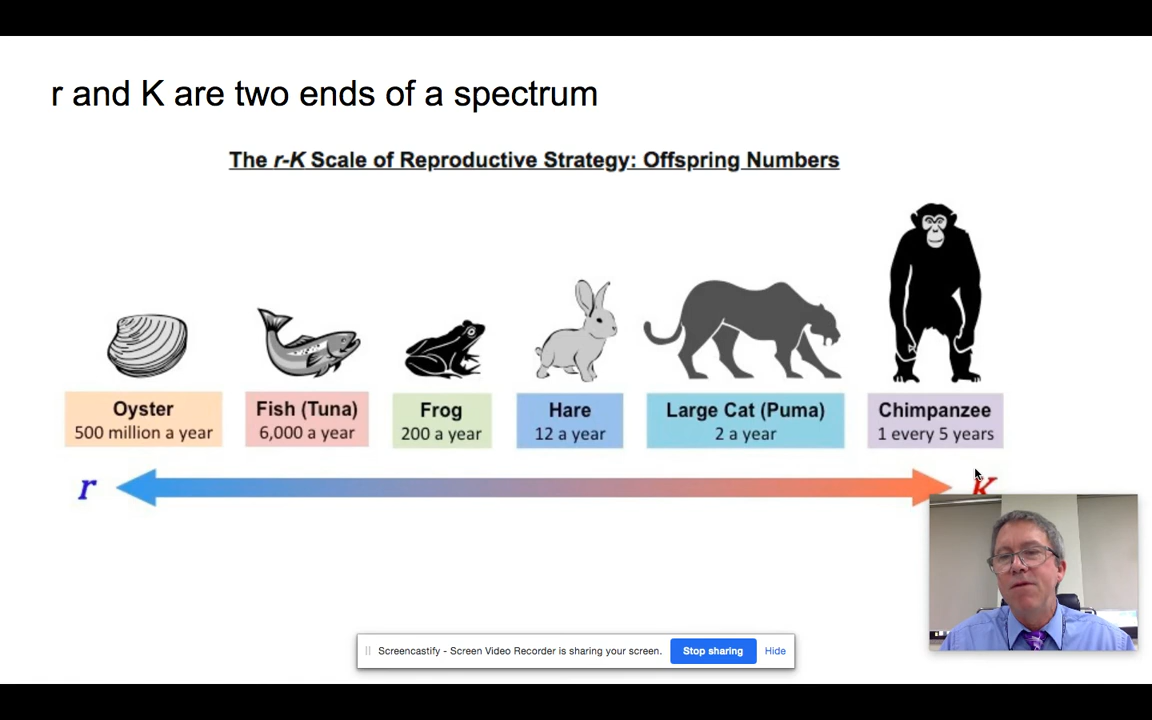 r and K are two ends of a spectrum
The r-K Scale of Reproductive Strategy: Offspring Numbers
Oyster
500 million a year
Fish (Tuna)
6,000 a year
Frog
200 a year
Hare
12 a year
Large Cat (Puma)
2 a year
Chimpanzee
1 every 5 years
r
K
Screencastify - Screen Video Recorder is sharing your screen.
Stop sharing
Hide